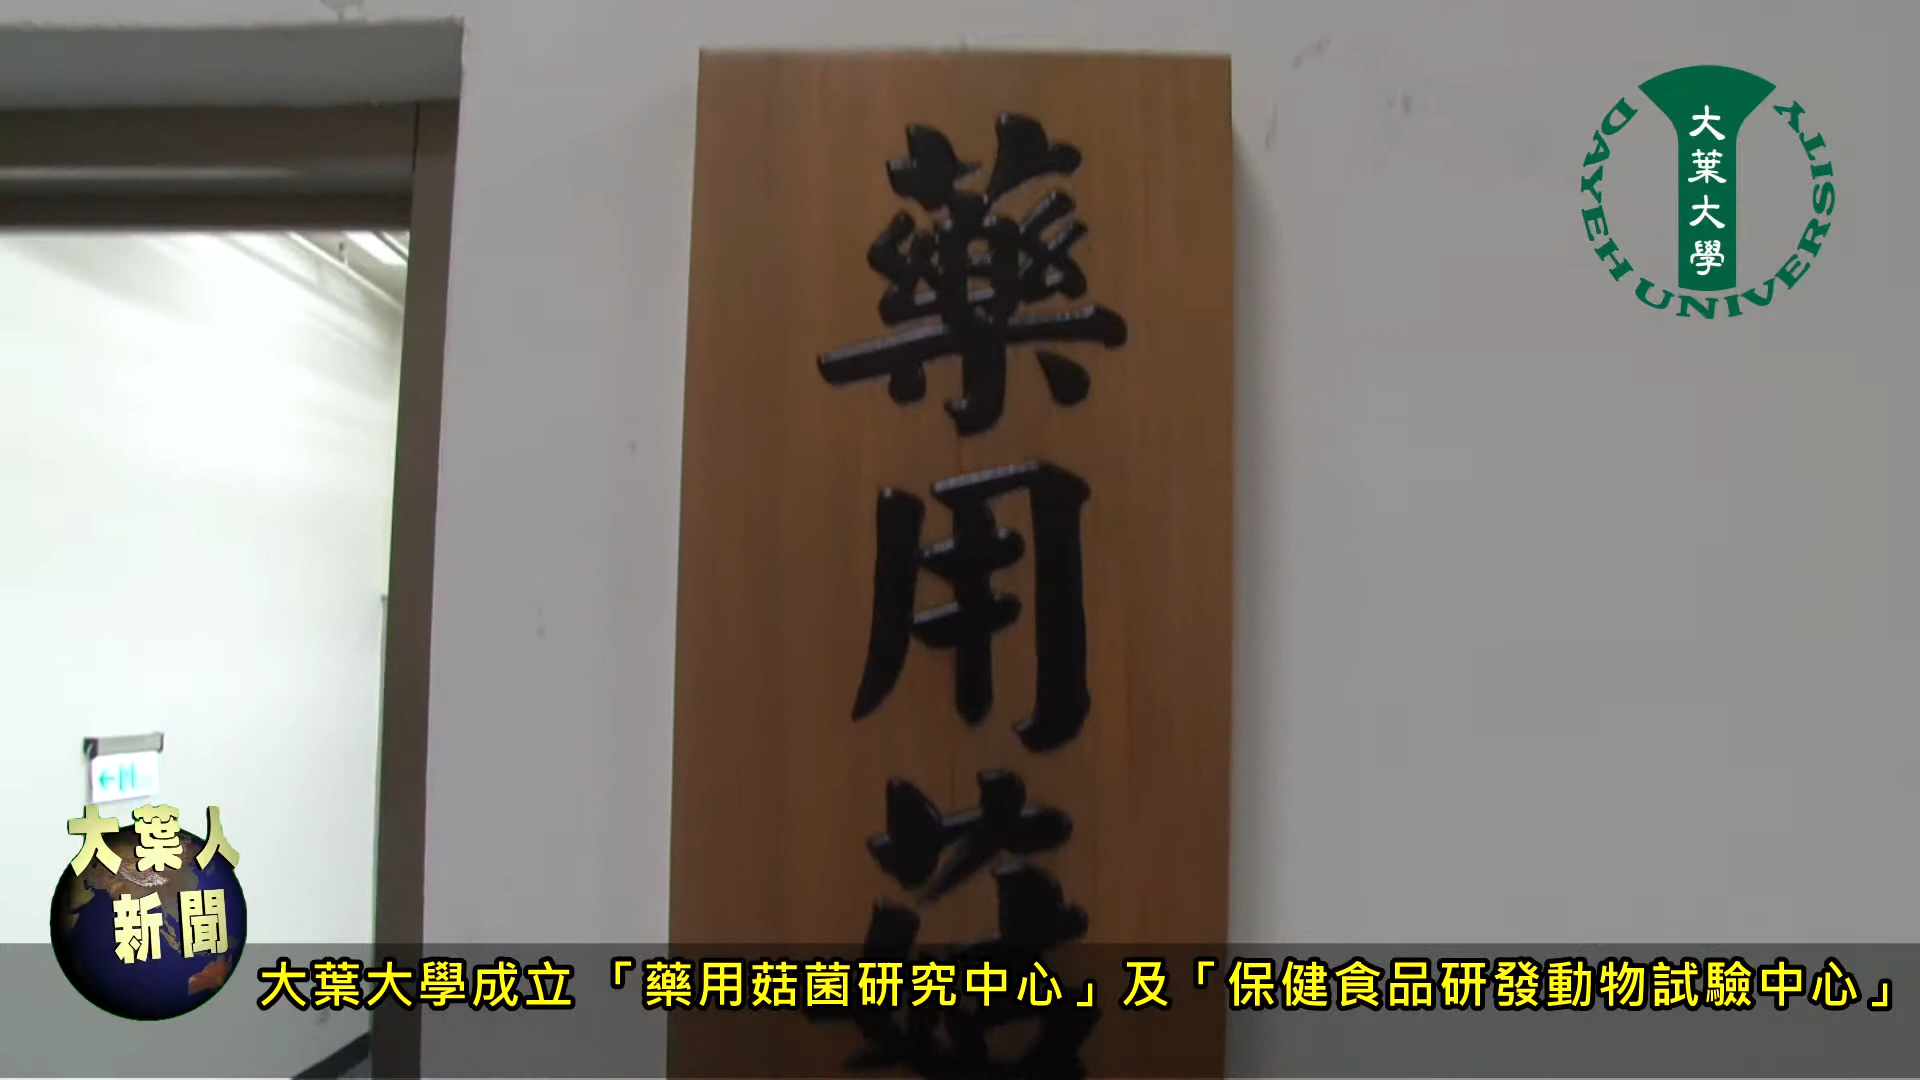 藥用菇
大葉大學
DAYEH UNIVERSITY
大葉人
新聞
大葉大學成立「藥用菇菌研究中心」及「保健食品研發動物試驗中心」